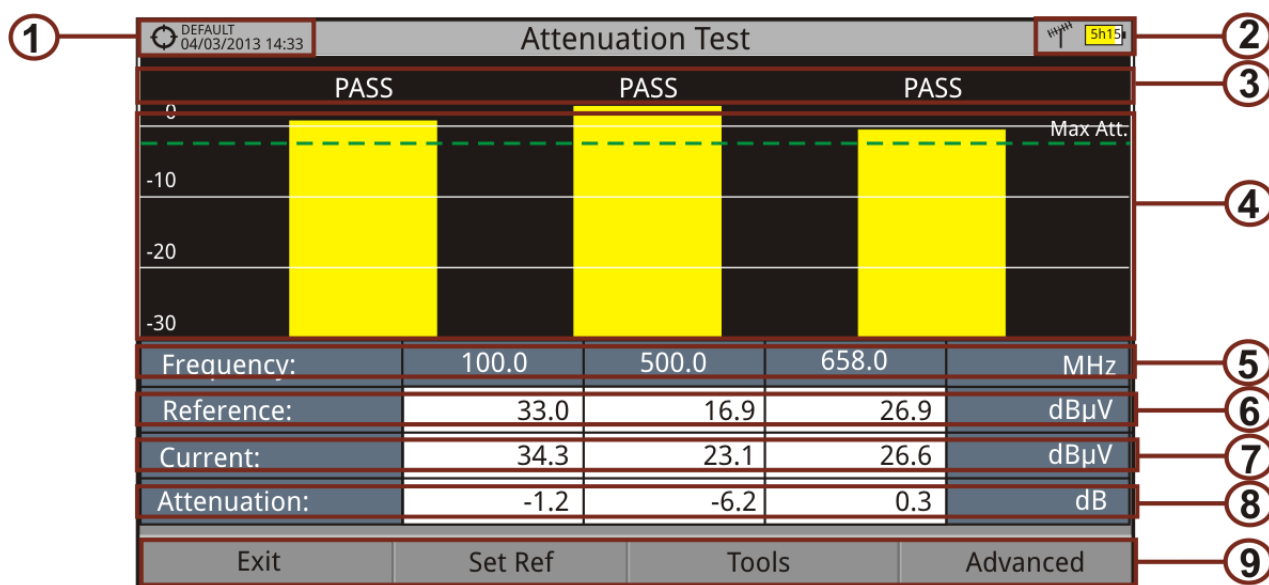 1
DEFAULT
04/03/2013 14:33
Attenuation Test
5h15
2
PASS PASS PASS
3
0
Max Att.
-10
4
-20
-30
Frequency: 100.0 500.0 658.0 MHz
5
Reference: 33.0 16.9 26.9 dBµV
6
Current: 34.3 23.1 26.6 dBµV
7
Attenuation: -1.2 -6.2 0.3 dB
8
Exit Set Ref Tools Advanced
9